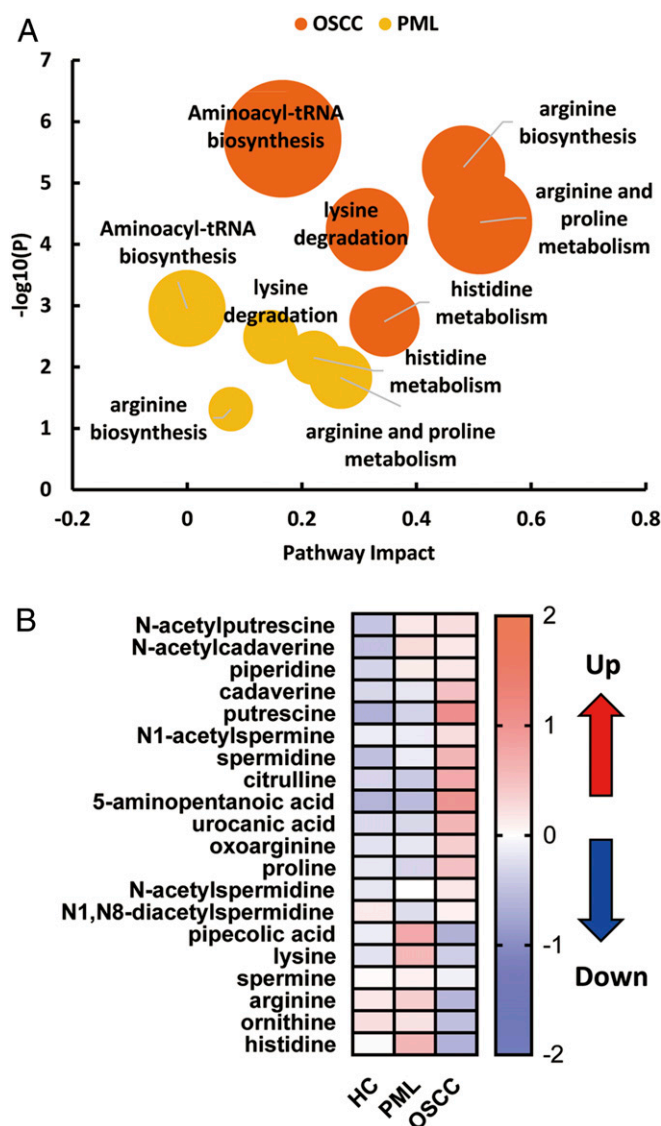 A
OSCC PML
7
6
5
4
3
2
1
0
-log10(P)
Aminoacyl-tRNA
biosynthesis
arginine
biosynthesis
lysine
degradation
arginine and
proline
metabolism
Aminoacyl-tRNA
biosynthesis
lysine
degradation
histidine
metabolism
histidine
metabolism
arginine
biosynthesis
arginine and proline
metabolism
-0.2 0 0.2 0.4 0.6 0.8
Pathway Impact
B
N-acetylputrescine
N-acetylcadaverine
piperidine
cadaverine
putrescine
N1-acetylspermine
spermidine
citrulline
5-aminopentanoic acid
urocanic acid
oxoarginine
proline
N-acetylspermidine
N1,N8-diacetylspermidine
pipecolic acid
lysine
spermine
arginine
ornithine
histidine
HC PML OSCC
2
1
0
-1
-2
Up
Down